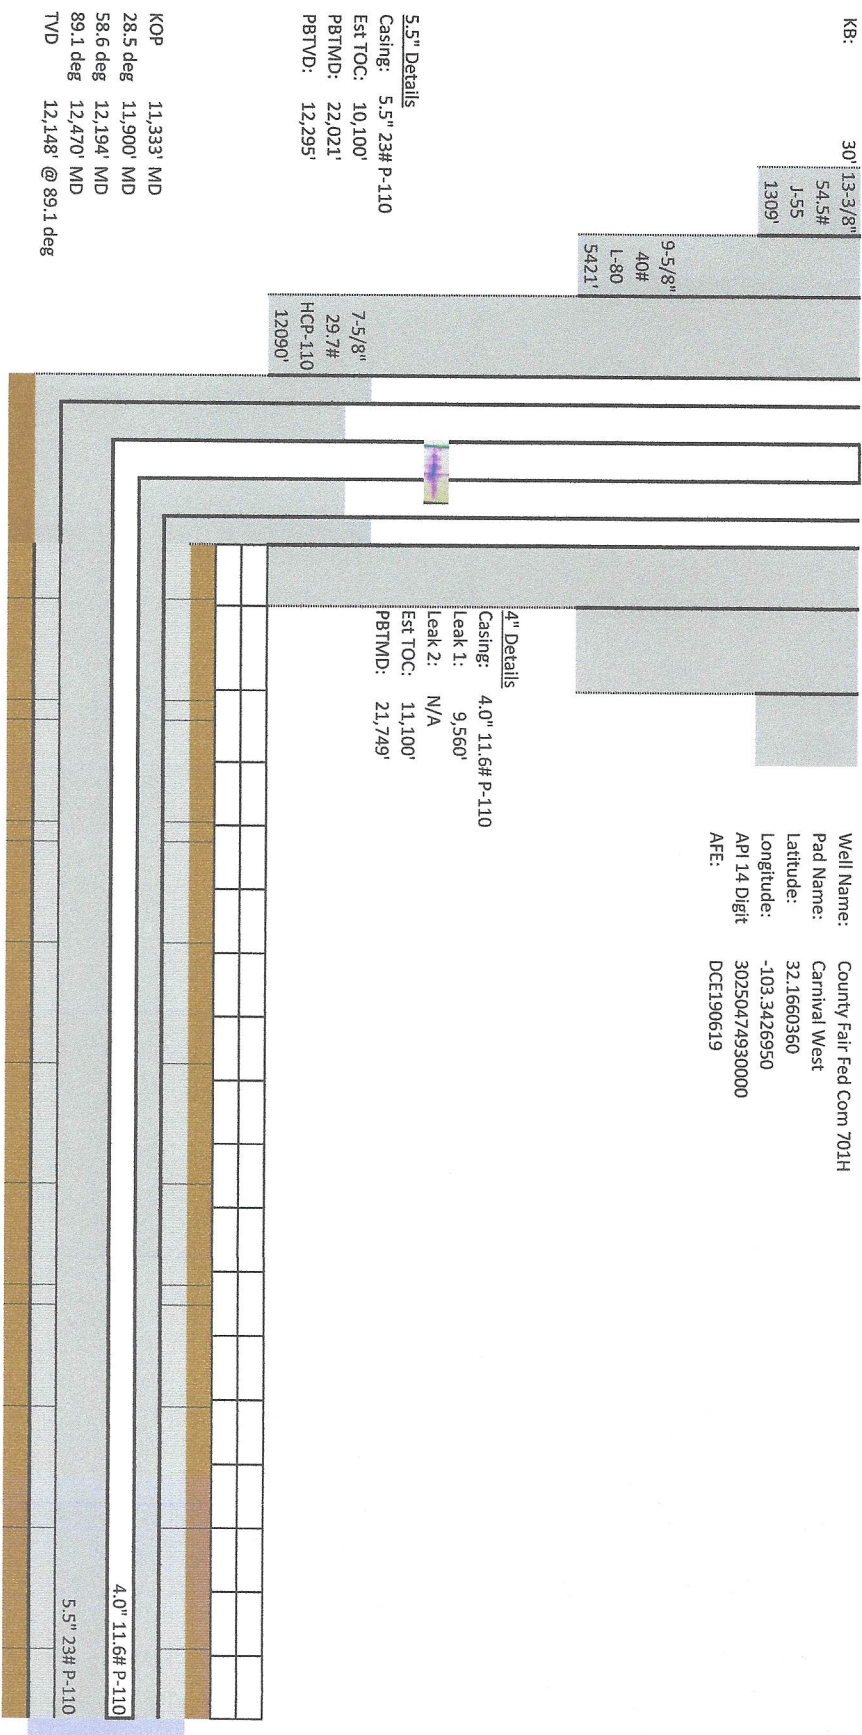 KB: 30'
13-3/8"
54.5#
J-55
1309'
9-5/8"
40#
L-80
5421'
7-5/8"
29.7#
HCP-110
12090'
Well Name: County Fair Fed Com 701H
Pad Name: Carnival West
Latitude: 32.1660360
Longitude: -103.3426950
API 14 Digit 30250474930000
AFE: DCE190619
4" Details
Casing: 4.0" 11.6# P-110
Leak 1: 9,560'
Leak 2: N/A
Est TOC: 11,100'
PBTMD: 21,749'
5.5" Details
Casing: 5.5" 23# P-110
Est TOC: 10,100'
PBTMD: 22,021'
PBTVD: 12,295'
KOP 11,333' MD
28.5 deg 11,900' MD
58.6 deg 12,194' MD
89.1 deg 12,470' MD
TVD 12,148' @ 89.1 deg
4.0" 11.6# P-110
5.5" 23# P-110